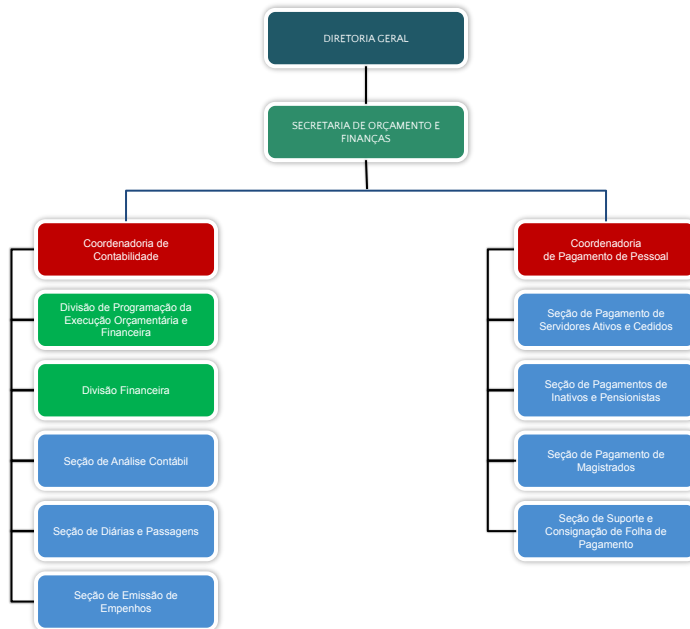 DIRETORIA GERAL
SECRETARIA DE ORÇAMENTO E
FINANÇAS
Coordenadoria de
Contabilidade
Divisão de Programação da
Execução Orçamentária e
Financeira
Divisão Financeira
Seção de Análise Contábil
Seção de Diárias e Passagens
Seção de Emissão de
Empenhos
Coordenadoria
de Pagamento de Pessoal
Seção de Pagamento de
Servidores Ativos e Cedidos
Seção de Pagamentos de
Inativos e Pensionistas
Seção de Pagamento de
Magistrados
Seção de Suporte e
Consignação de Folha de
Pagamento